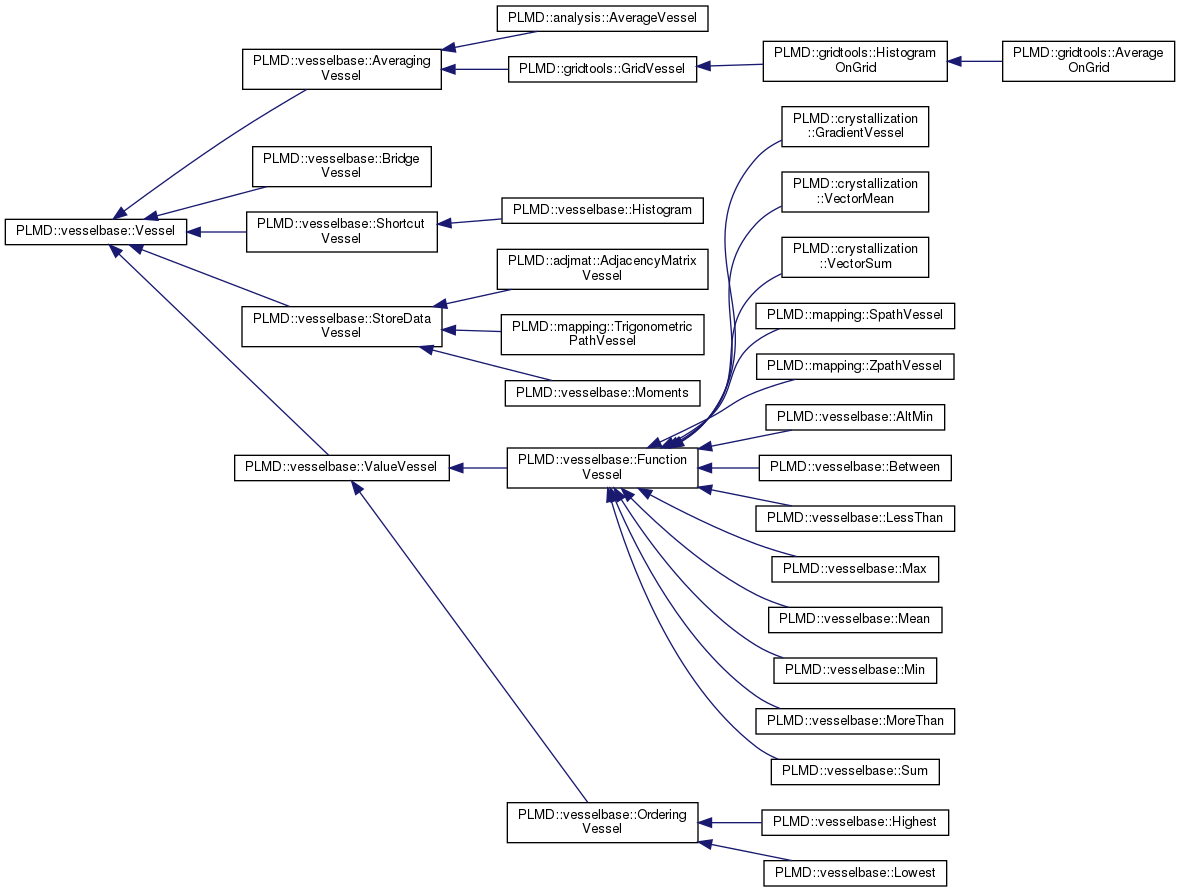 PLMD::vesselbase::Vessel
PLMD::vesselbase::Averaging
Vessel
PLMD::analysis::AverageVessel
PLMD::gridtools::GridVessel
PLMD::gridtools::Histogram
OnGrid
PLMD::gridtools::Average
OnGrid
PLMD::vesselbase::Bridge
Vessel
PLMD::vesselbase::Shortcut
Vessel
PLMD::vesselbase::Histogram
PLMD::vesselbase::StoreData
Vessel
PLMD::adjmat::AdjacencyMatrix
Vessel
PLMD::mapping::Trigonometric
PathVessel
PLMD::vesselbase::Moments
PLMD::vesselbase::ValueVessel
PLMD::vesselbase::Function
Vessel
PLMD::crystallization
::GradientVessel
PLMD::crystallization
::VectorMean
PLMD::crystallization
::VectorSum
PLMD::mapping::SpathVessel
PLMD::mapping::ZpathVessel
PLMD::vesselbase::AltMin
PLMD::vesselbase::Between
PLMD::vesselbase::LessThan
PLMD::vesselbase::Max
PLMD::vesselbase::Mean
PLMD::vesselbase::Min
PLMD::vesselbase::MoreThan
PLMD::vesselbase::Sum
PLMD::vesselbase::Ordering
Vessel
PLMD::vesselbase::Highest
PLMD::vesselbase::Lowest